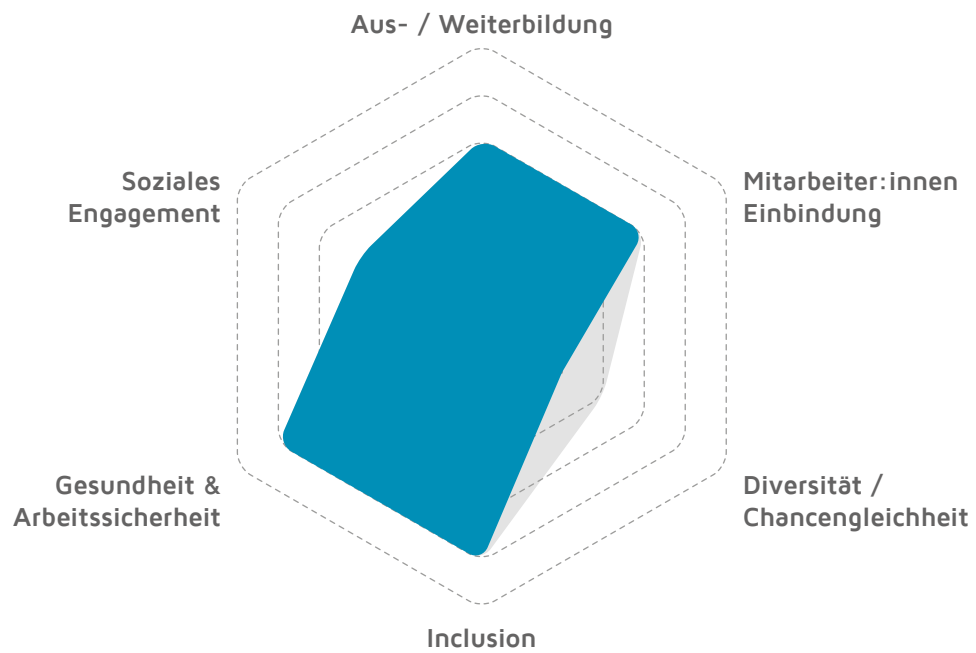 Aus- / Weiterbildung
Soziales
Engagement
Mitarbeiter:innen
Einbindung
Gesundheit &
Arbeitssicherheit
Diversität /
Chancengleichheit
Inclusion